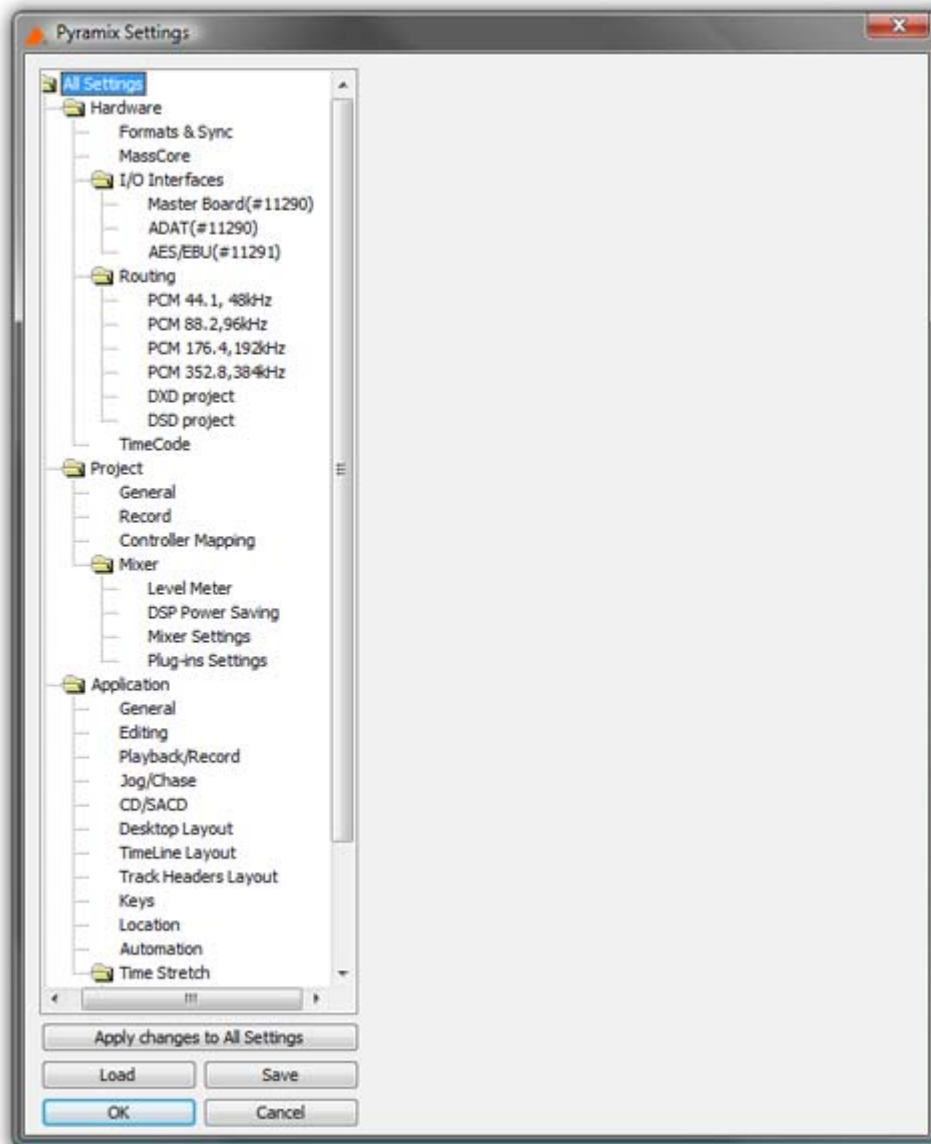 Pyramix Settings
All Settings
Hardware
Formats & Sync
MassCore
I/O Interfaces
Master Board(#11290)
ADAT(#11290)
AES/EBU(#11291)
Routing
PCM 44.1, 48kHz
PCM 88.2,96kHz
PCM 176.4,192kHz
PCM 352.8,384kHz
DXD project
DSD project
TimeCode
Project
General
Record
Controller Mapping
Mixer
Level Meter
DSP Power Saving
Mixer Settings
Plug-ins Settings
Application
General
Editing
Playback/Record
Jog/Chase
CD/SACD
Desktop Layout
TimeLine Layout
Track Headers Layout
Keys
Location
Automation
Time Stretch
Apply changes to All Settings
Load Save
OK Cancel